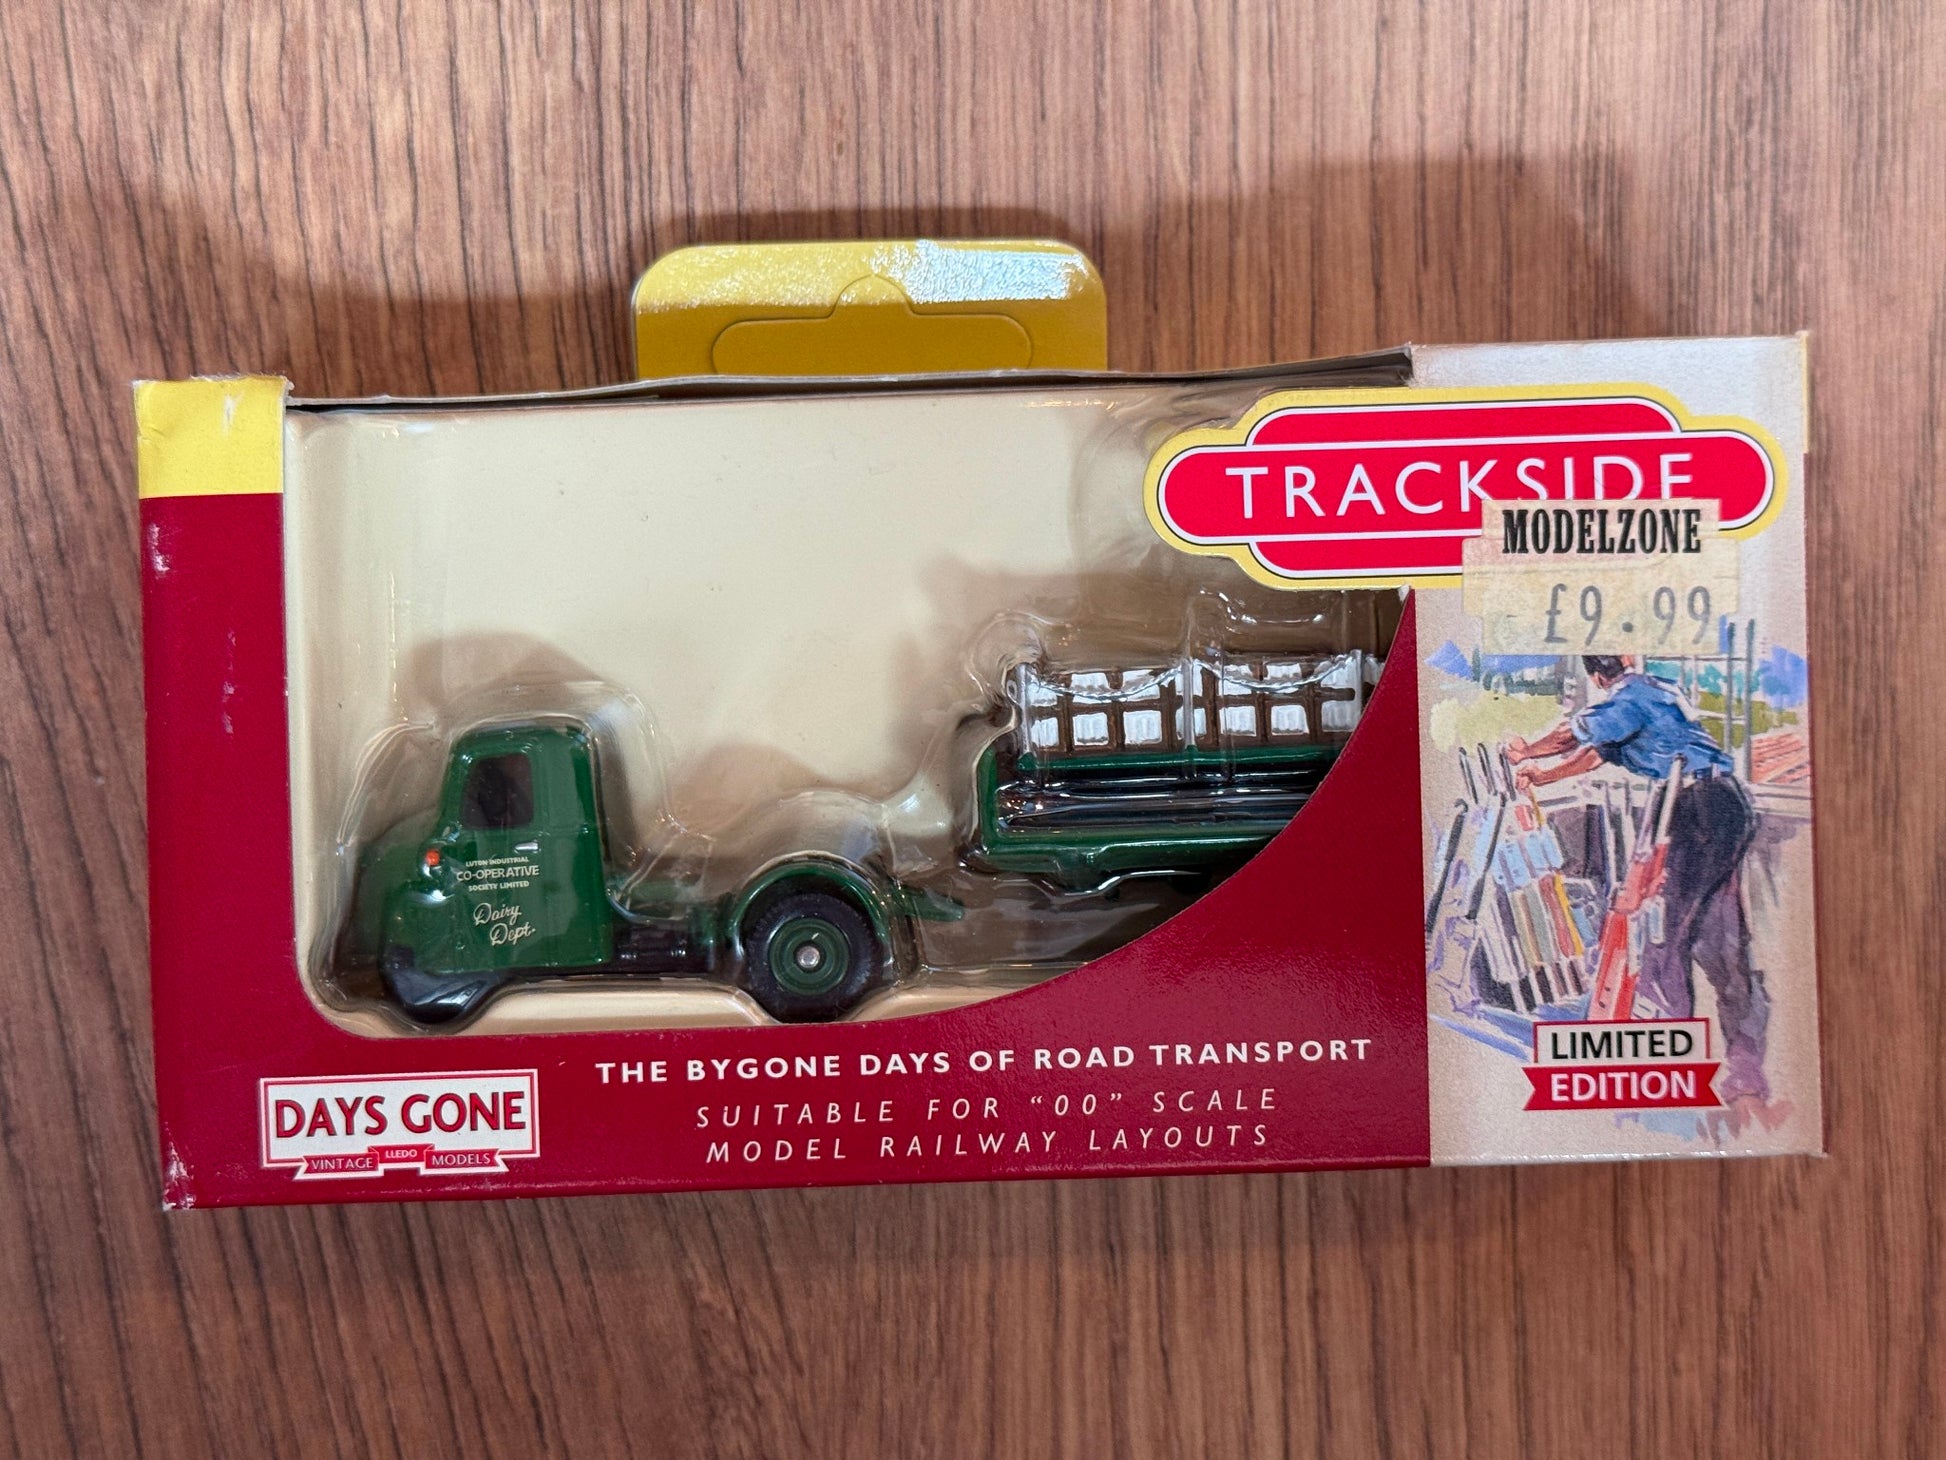 TRACKSIDE
MODELZONE
£9.99
LUTON INDUSTRIAL
CO-OPERATIVE
SOCIETY LIMITED
Dairy
Dept.
LIMITED
EDITION
THE BYGONE DAYS OF ROAD TRANSPORT
SUITABLE FOR "00" SCALE
MODEL RAILWAY LAYOUTS
DAYS GONE
VINTAGE LLEDO MODELS